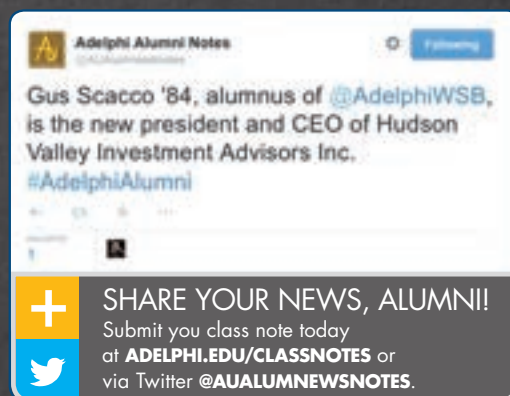 Adelphi Alumni Notes
Following
Gus Scacco '84, alumnus of @AdelphiWSB,
is the new president and CEO of Hudson
Valley Investment Advisors Inc.
#AdelphiAlumni
1
SHARE YOUR NEWS, ALUMNI!
Submit you class note today
at ADELPHI.EDU/CLASSNOTES or
via Twitter @AUALUMNEWSNOTES.